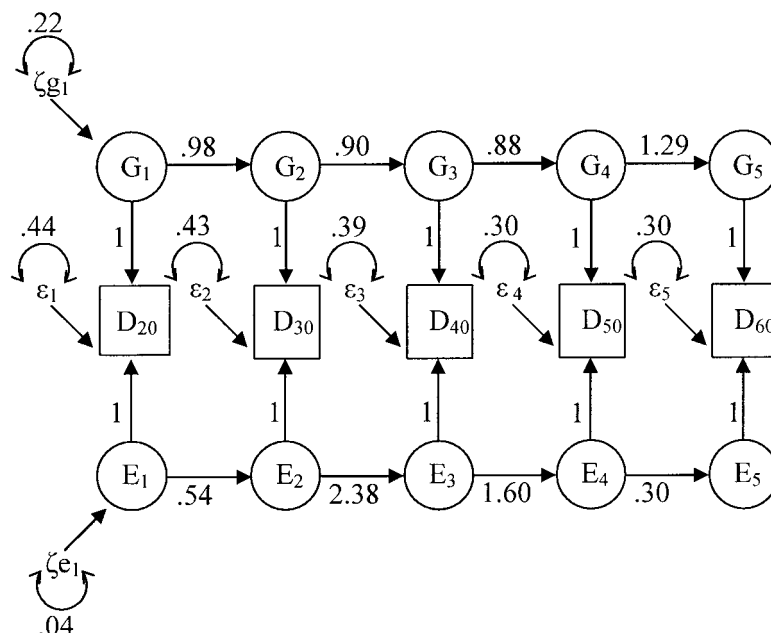 .22
ζg₁
G₁ .98 G₂ .90 G₃ .88 G₄ 1.29 G₅
.44 1 .43 1 .39 1 .30 1 .30 1
ε₁ ε₂ ε₃ ε₄ ε₅
D₂₀ D₃₀ D₄₀ D₅₀ D₆₀
1 1 1 1 1
E₁ E₂ E₃ E₄ E₅
.54 2.38 1.60 .30
ζe₁
.04